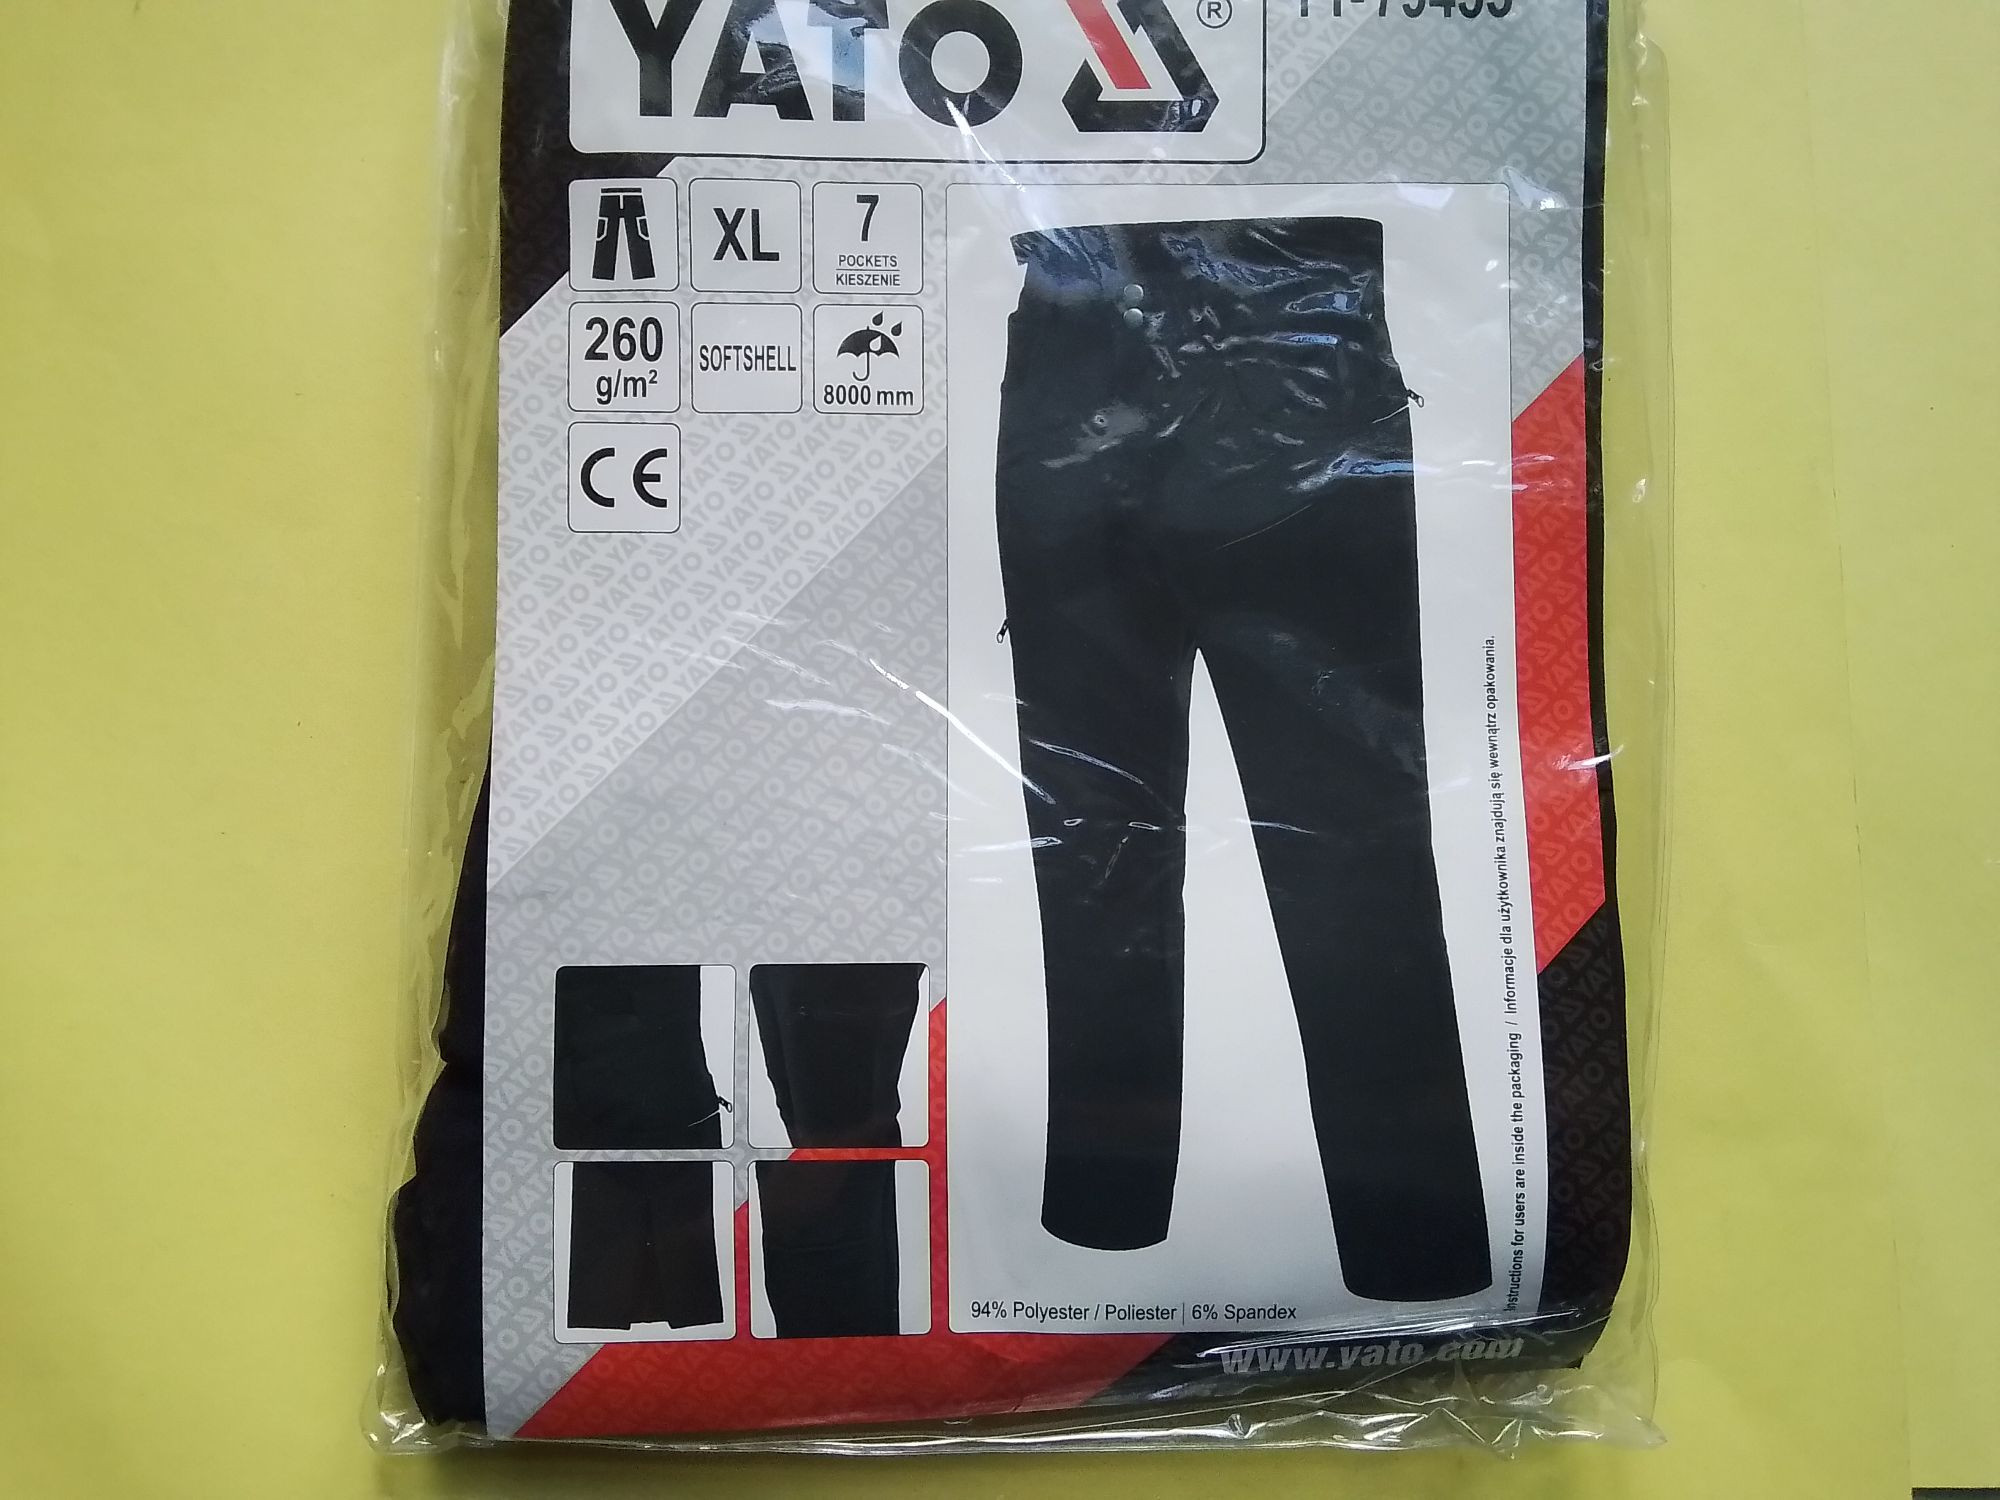 YATO ®
XL
7
POCKETS
KIESZENIE
260
g/m²
SOFTSHELL
8000 mm
CE
94% Polyester / Poliester | 6% Spandex
Instructions for users are inside the packaging / Informacje dla użytkownika znajdują się wewnątrz opakowania.
www.yato.com